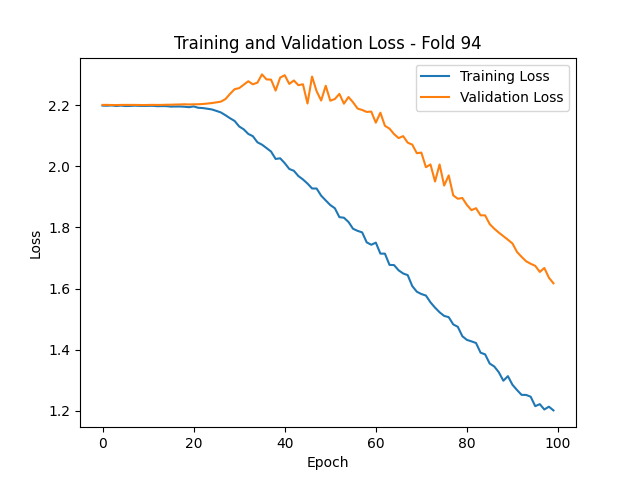 Training and Validation Loss - Fold 94
Training Loss
Validation Loss
2.2
2.0
1.8
1.6
1.4
1.2
Loss
0
20
40
60
80
100
Epoch